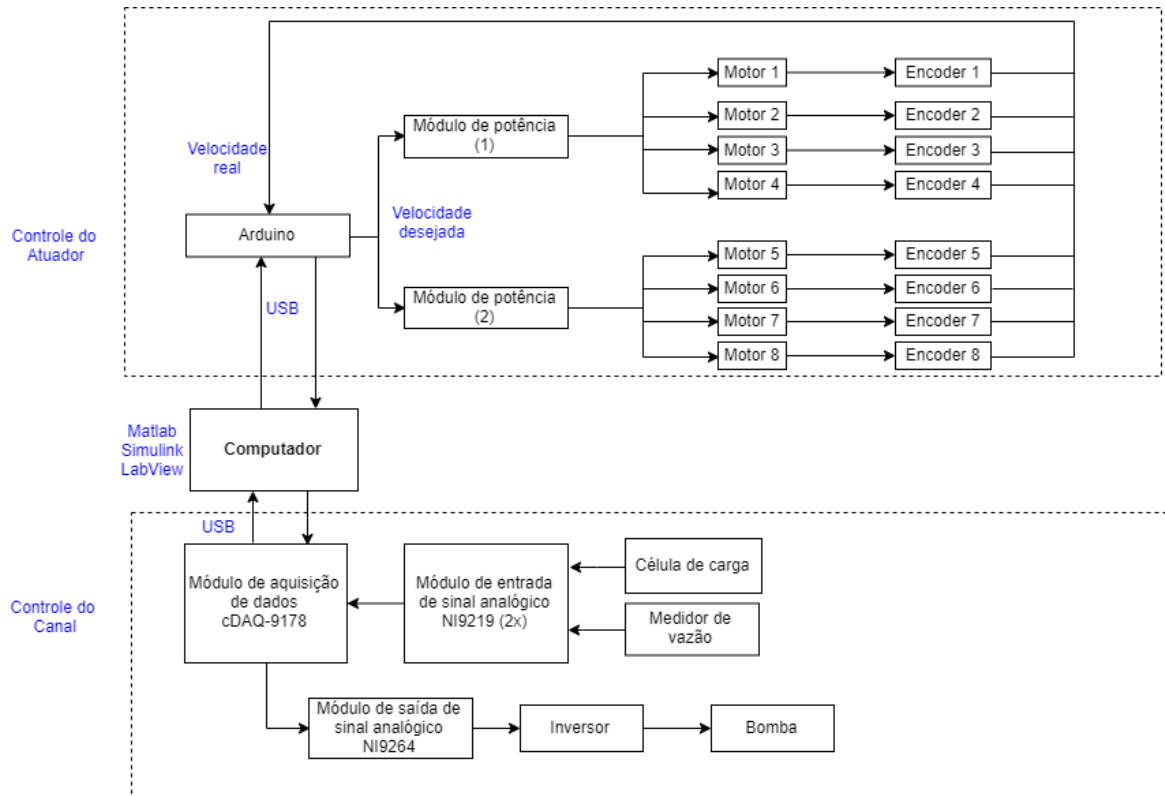 Motor 1
Encoder 1
Motor 2
Encoder 2
Módulo de potência
(1)
Motor 3
Encoder 3
Velocidade
real
Motor 4
Encoder 4
Velocidade
desejada
Arduino
Controle do
Atuador
Motor 5
Encoder 5
Motor 6
Encoder 6
Módulo de potência
(2)
USB
Motor 7
Encoder 7
Motor 8
Encoder 8
Matlab
Simulink
LabView
Computador
USB
Módulo de aquisição
de dados
cDAQ-9178
Módulo de entrada
de sinal analógico
NI9219 (2x)
Célula de carga
Medidor de
vazão
Controle do
Canal
Módulo de saída de
sinal analógico
NI9264
Inversor
Bomba